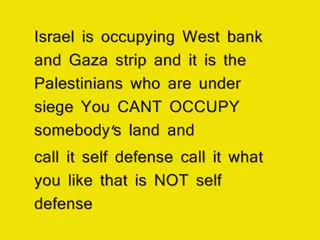 Israel is occupying West bank
and Gaza strip and it is the
Palestinians who are under
siege You CANT OCCUPY
somebody's land and
call it self defense call it what
you like that is NOT self
defense